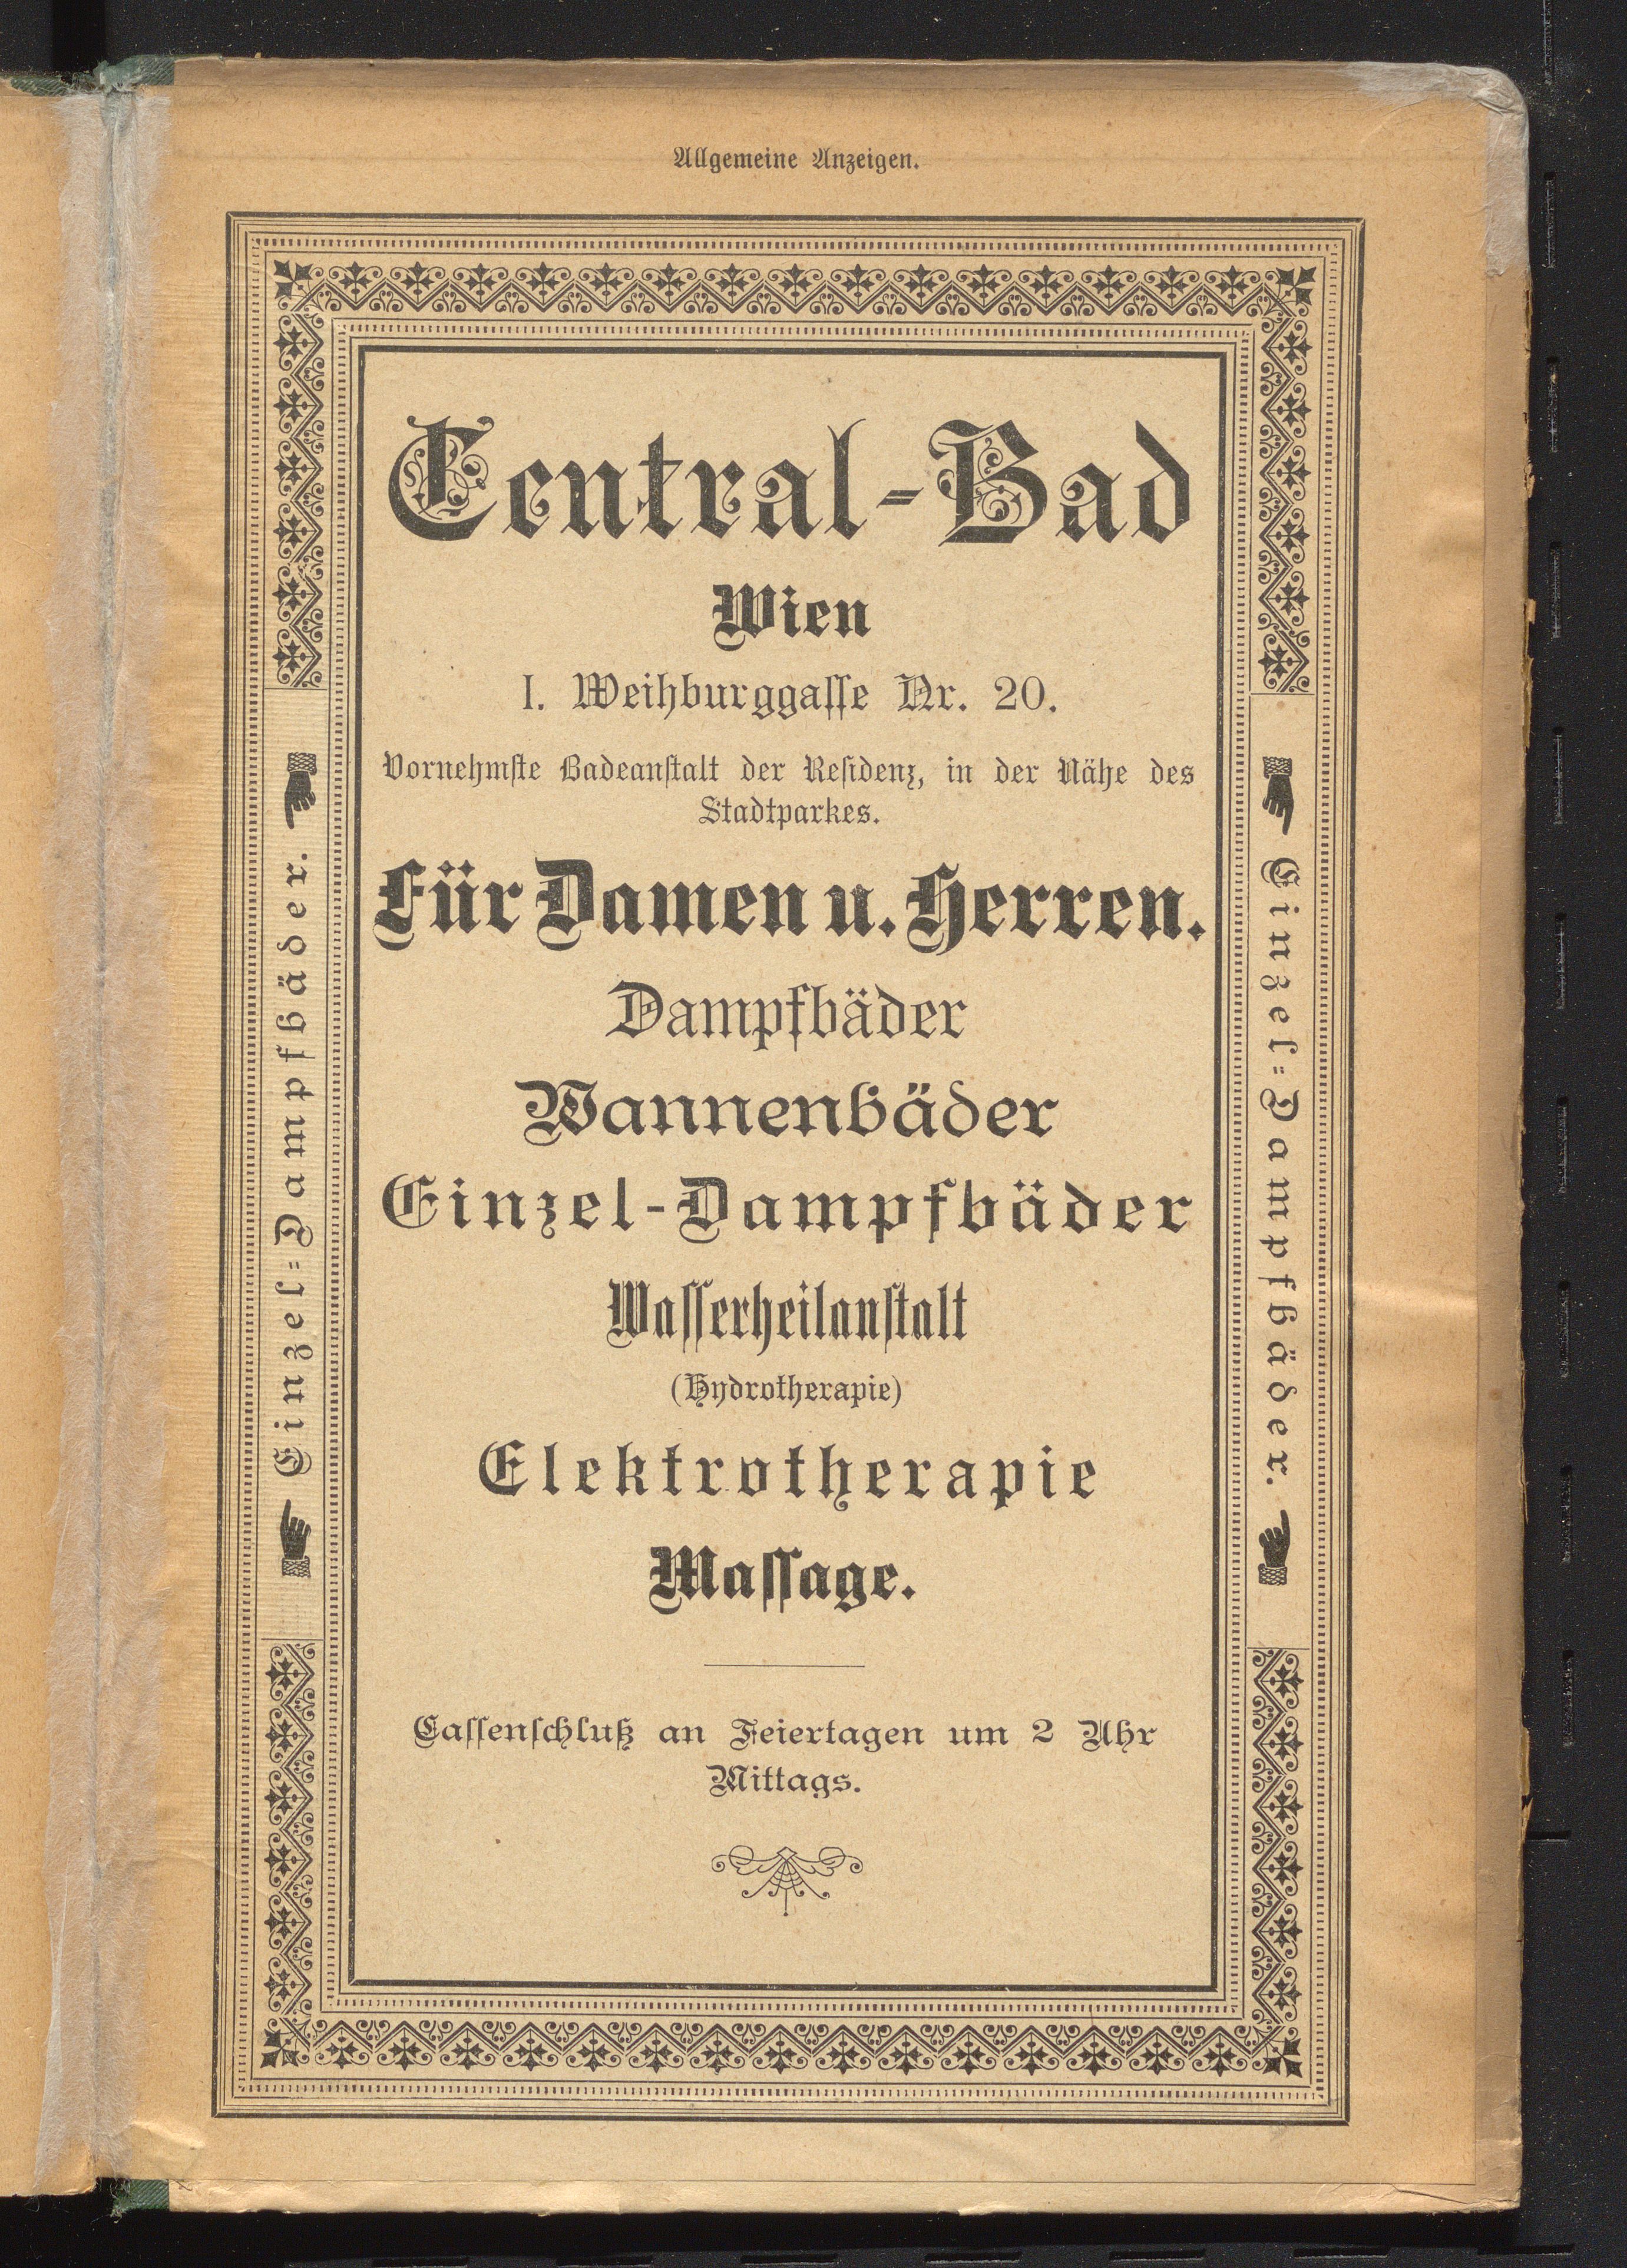 Allgemeine Anzeigen.
Central-Bad
Wien
I. Weihburggasse Nr. 20.
Vornehmste Badeanstalt der Residenz, in der Nähe des
Stadtparkes.
Für Damen u. Herren.
Dampfbäder
Wannenbäder
Einzel-Dampfbäder
Wasserheilanstalt
(Hydrotherapie)
Elektrotherapie
Massage.
Cassenschluß an Feiertagen um 2 Uhr
Mittags.
Einzel-Dampfbäder.
Einzel-Dampfbäder.